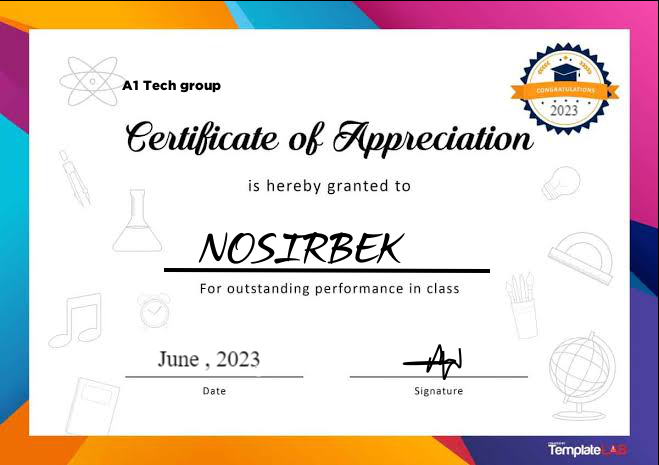 A1 Tech group
CONGRATULATIONS
2023
Certificate of Appreciation
is hereby granted to
NOSIRBEK
For outstanding performance in class
June , 2023
Date
Signature
TemplateLAB